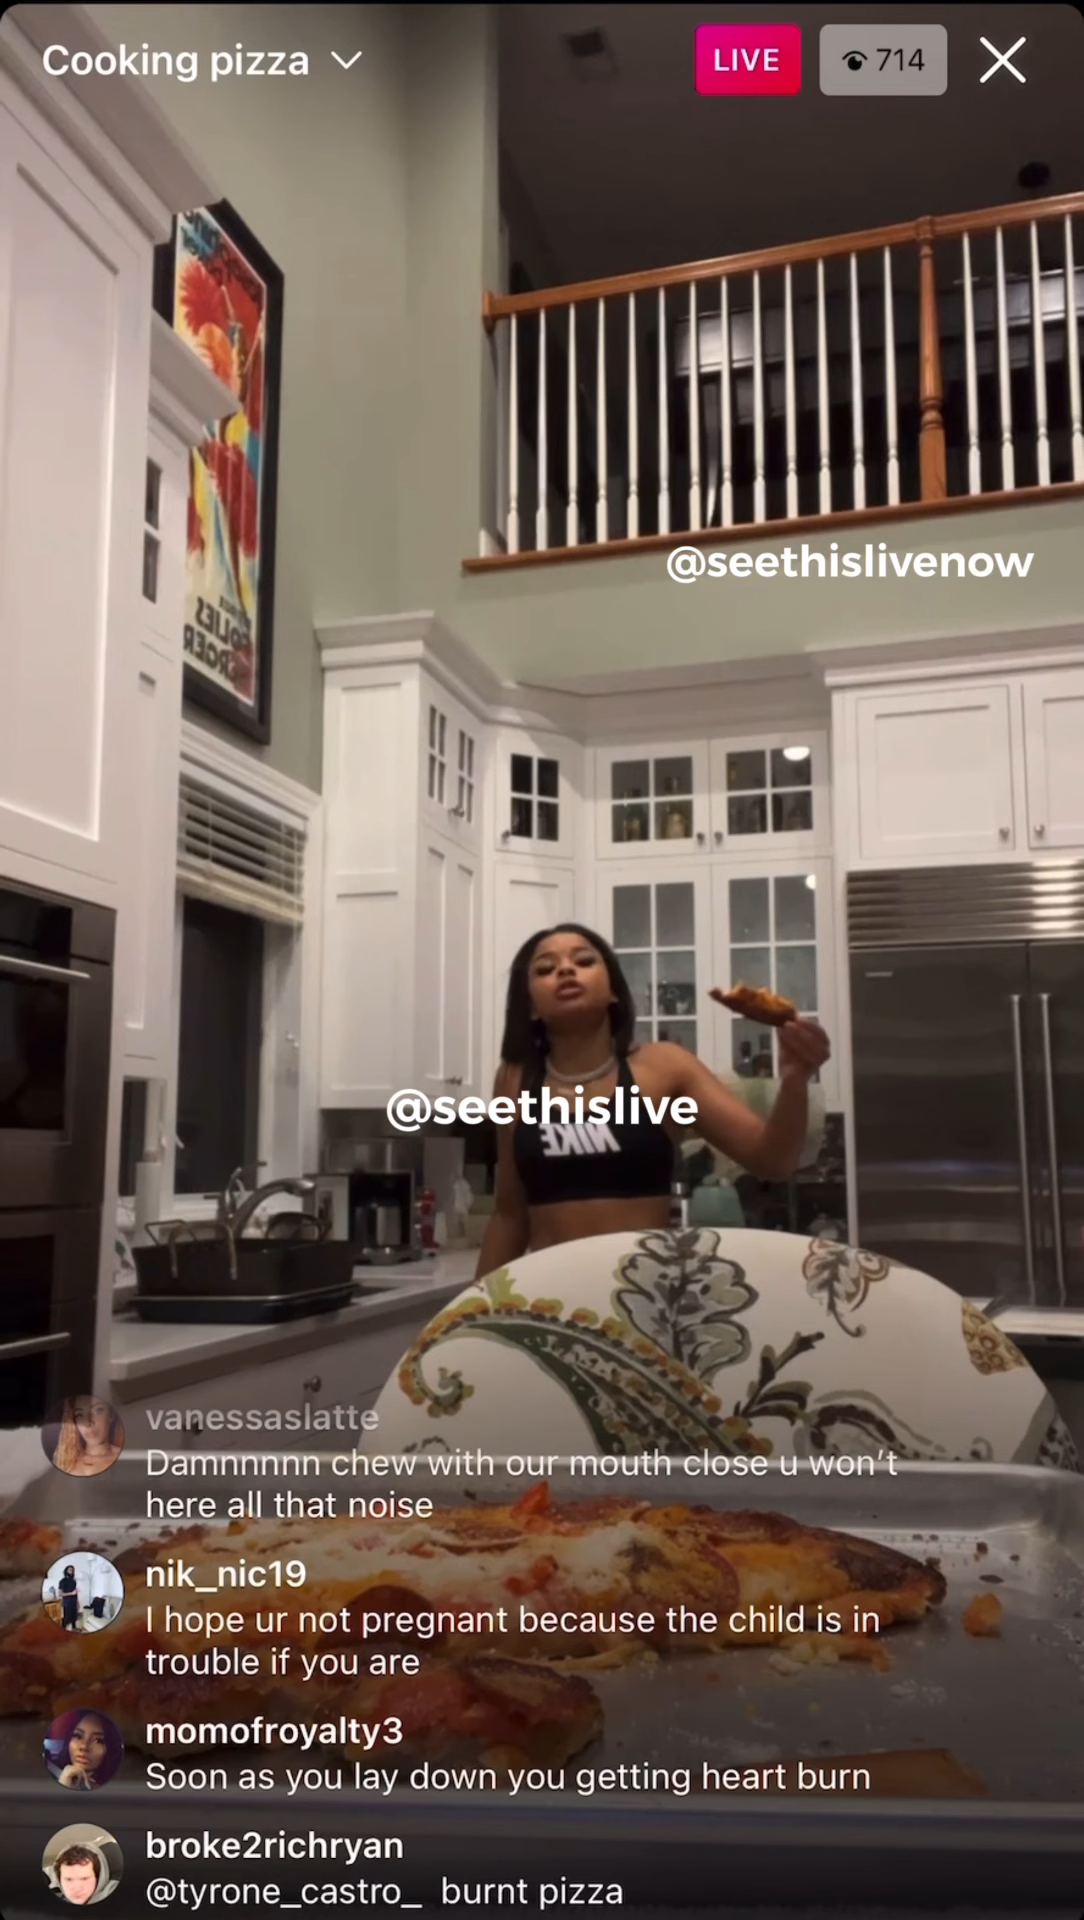 Cooking pizza
LIVE
714
FOLIES
@seethislivenow
@seethislive
NIKE
vanessaslatte
Damnnnnn chew with our mouth close u won’t
here all that noise
nik_nic19
I hope ur not pregnant because the child is in
trouble if you are
momofroyalty3
Soon as you lay down you getting heart burn
broke2richryan
@tyrone_castro_ burnt pizza